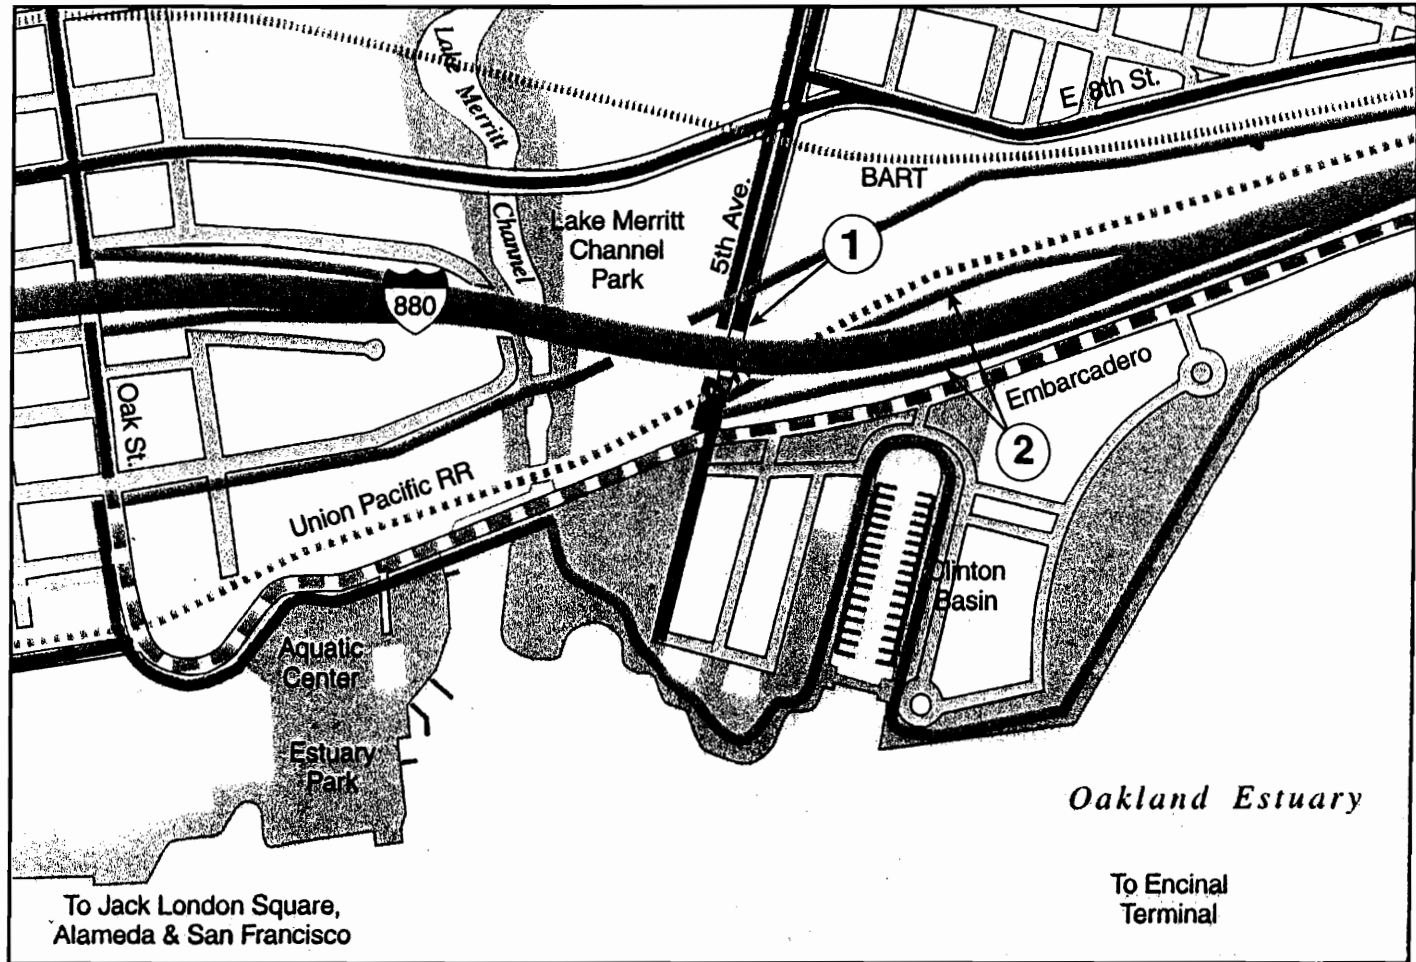 Lake
Merritt
Channel
E. 8th St.
BART
5th Ave.
1
Lake Merritt
Channel
Park
880
Oak St.
Embarcadero
2
Union Pacific RR
Clinton
Basin
Aquatic
Center
Estuary
Park
Oakland Estuary
To Jack London Square,
Alameda & San Francisco
To Encinal
Terminal